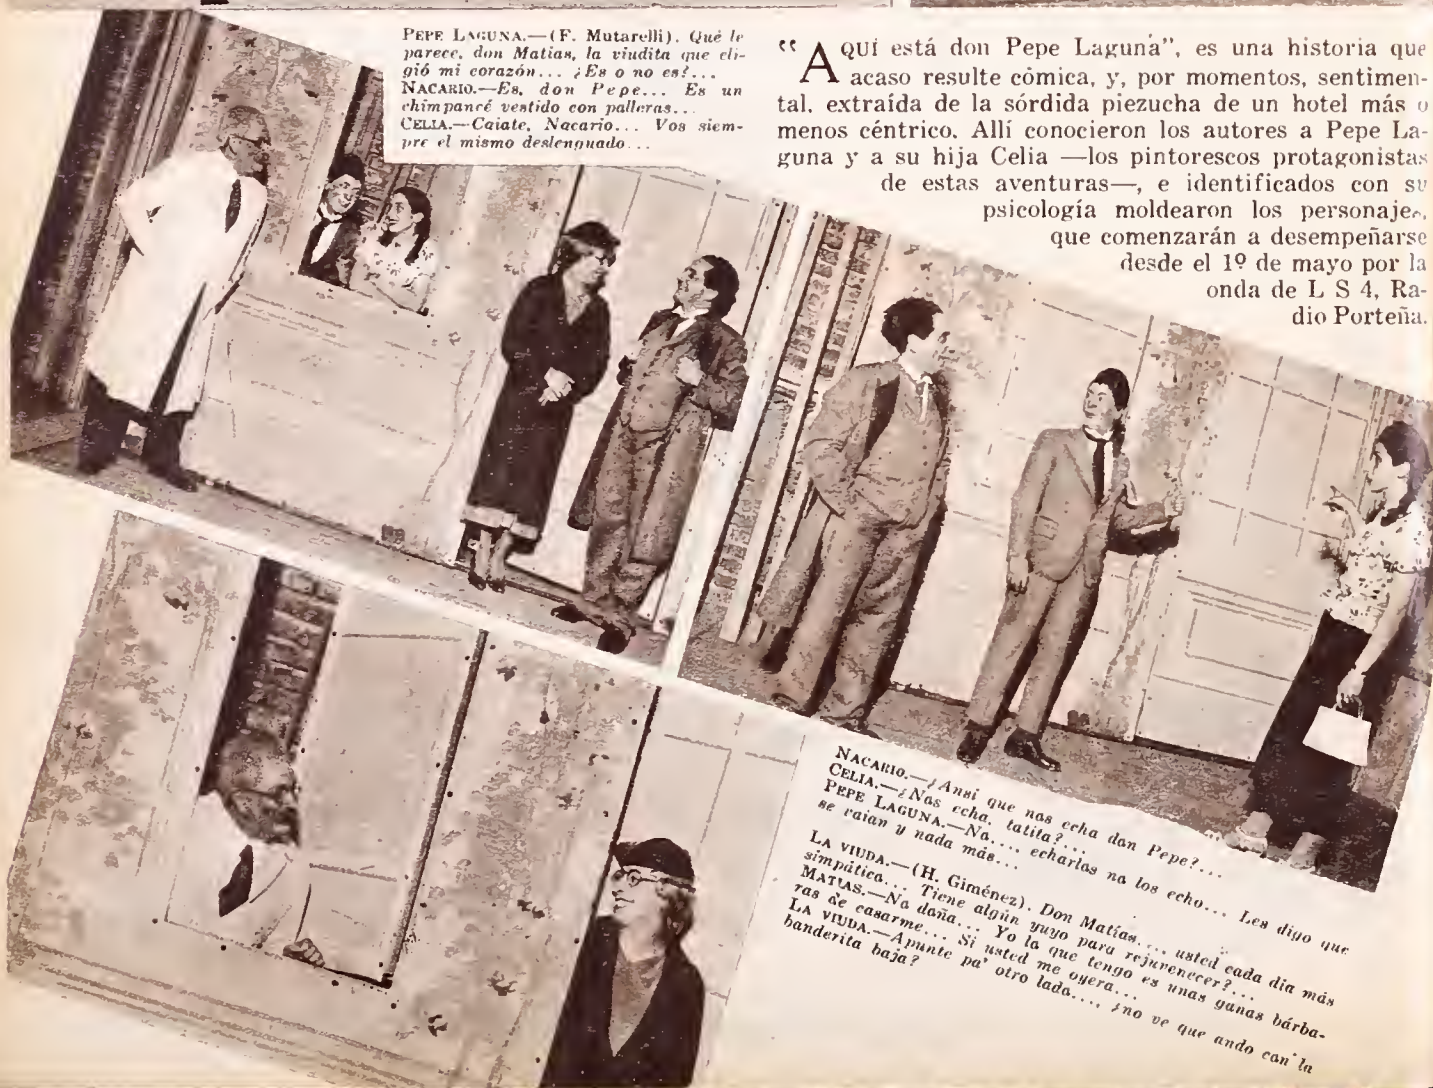 PEPE LAGUNA.—(F. Mutarelli). Qué le
parece, don Matías, la viudita que eli-
gió mi corazón... ¿Es o no es?...
NACARIO.—Es, don Pepe... Es un
chimpancé vestido con polleras...
CELIA.—Caiate, Nacario... Vos siem-
pre el mismo deslenguado...
“AQUÍ está don Pepe Laguna”, es una historia que
acaso resulte cómica, y, por momentos, sentimen-
tal, extraída de la sórdida piezucha de un hotel más o
menos céntrico. Allí conocieron los autores a Pepe La-
guna y a su hija Celia —los pintorescos protagonistas
de estas aventuras—, e identificados con su
psicología moldearon los personajes,
que comenzarán a desempeñarse
desde el 1º de mayo por la
onda de L S 4, Ra-
dio Porteña.
NACARIO.—¿Ansí que nos echa don Pepe?...
CELIA.—¿Nos echa, tatita?...
PEPE LAGUNA.—No.... echarlos no los echo... Les digo que
se vaian y nada más...
LA VIUDA.—(H. Giménez). Don Matías.... usted cada día más
simpático... Tiene algún yuyo para rejuvenecer?...
MATIAS.—No doña... Yo lo que tengo es unas ganas bárba-
ras de casarme... Si usted me oyera...
LA VIUDA.—Apunte pa' otro lado...., ¿no ve que ando con la
banderita baja?